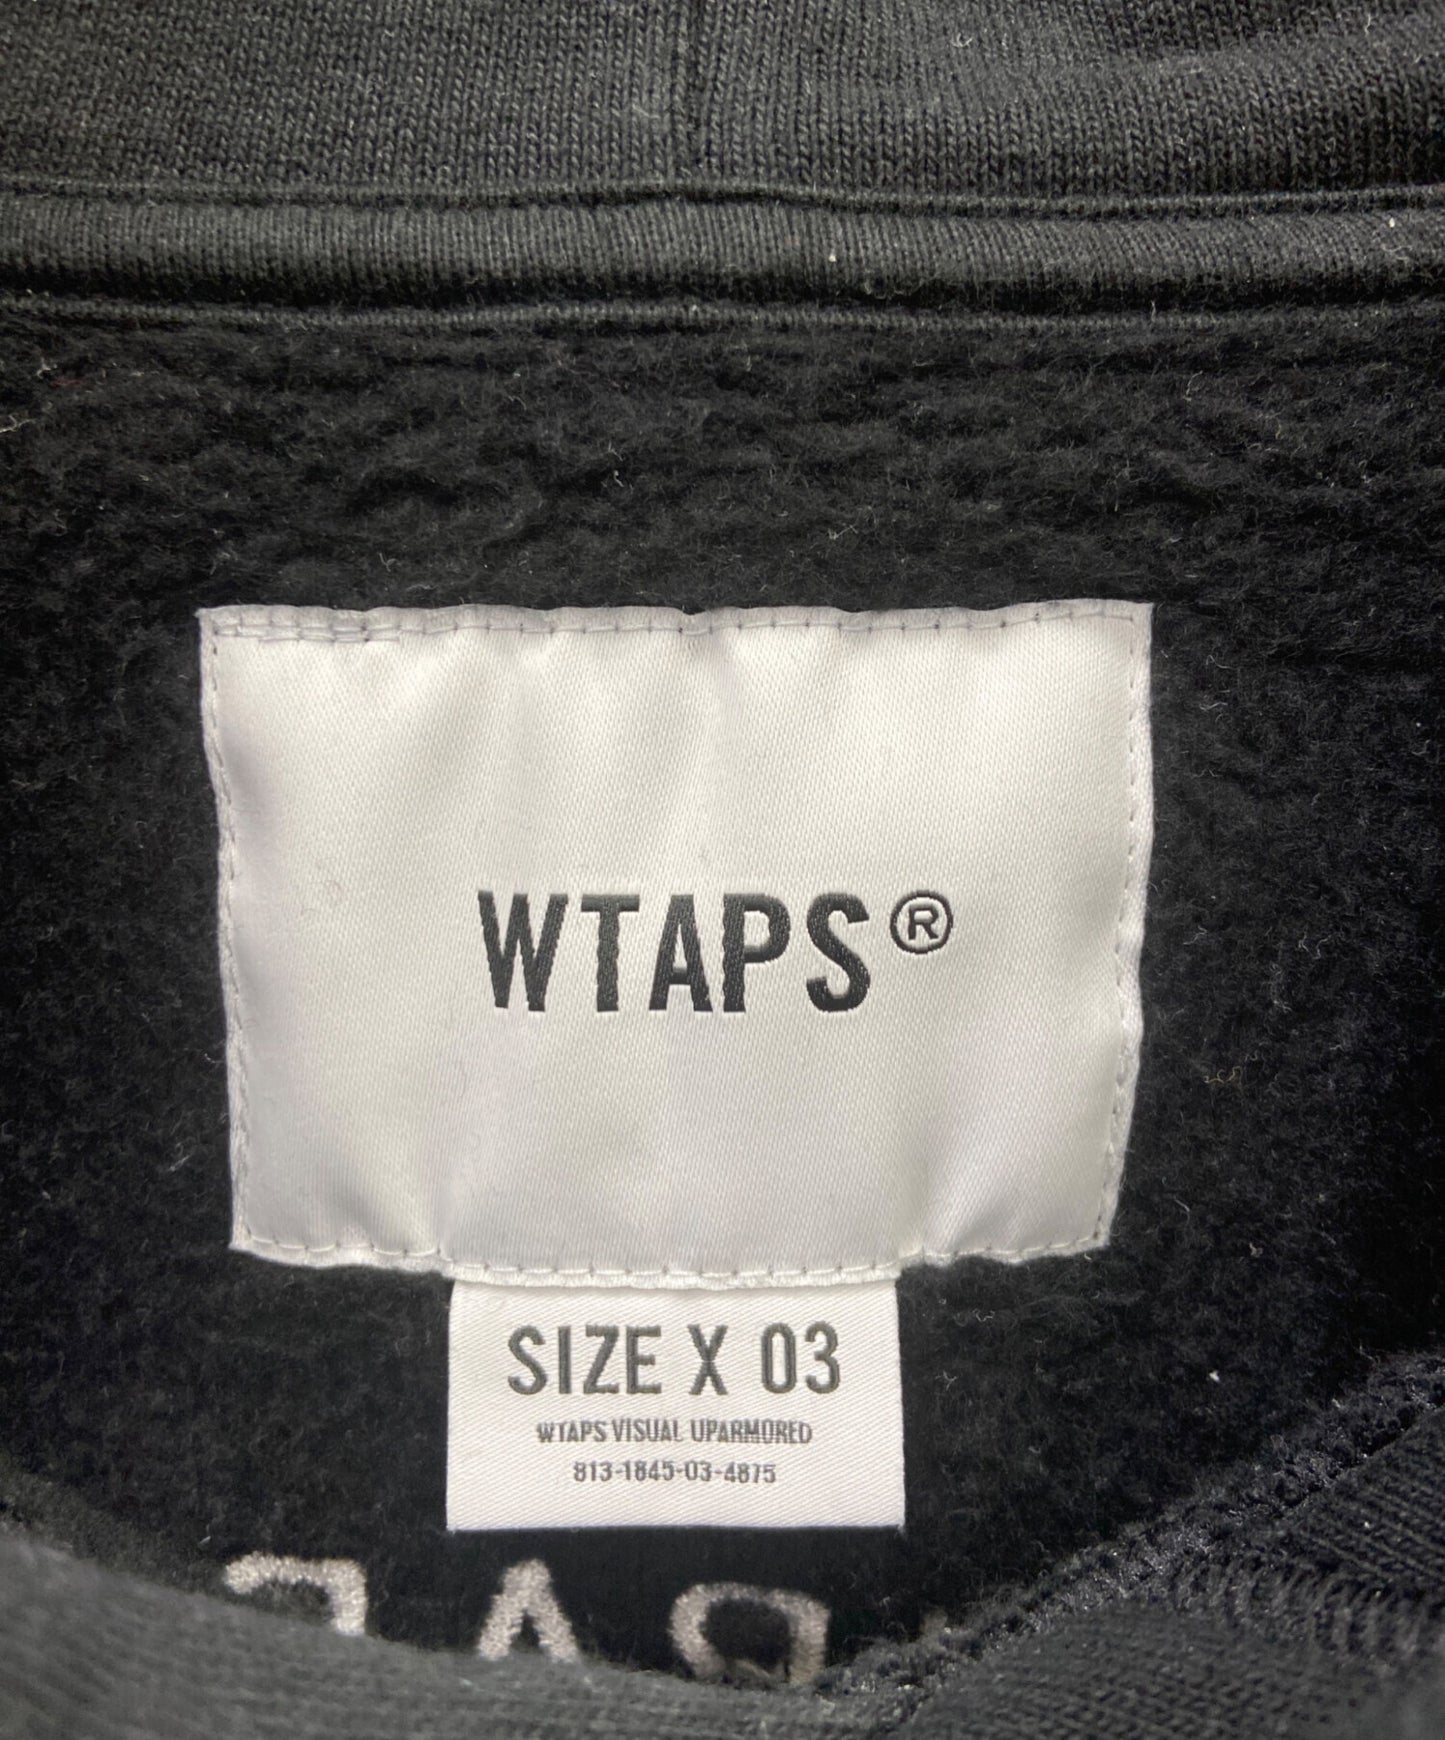 WTAPS®
SIZE X 03
WTAPS VISUAL UPARMORED
813-1845-03-4875